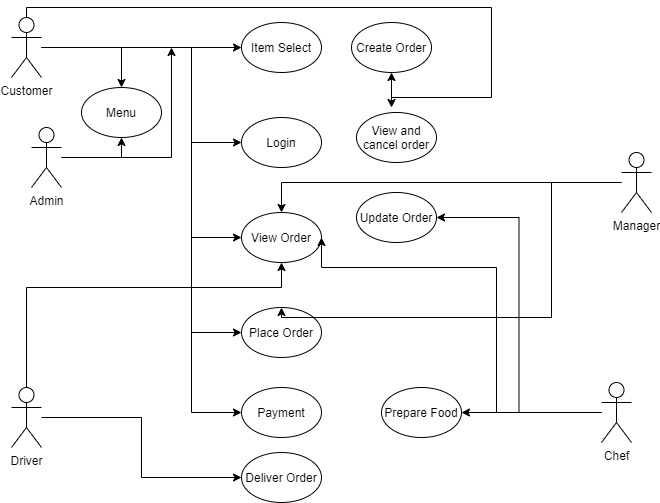 Item Select
Create Order
Customer
Menu
Login
View and
cancel order
Admin
Update Order
Manager
View Order
Place Order
Payment
Prepare Food
Driver
Chef
Deliver Order